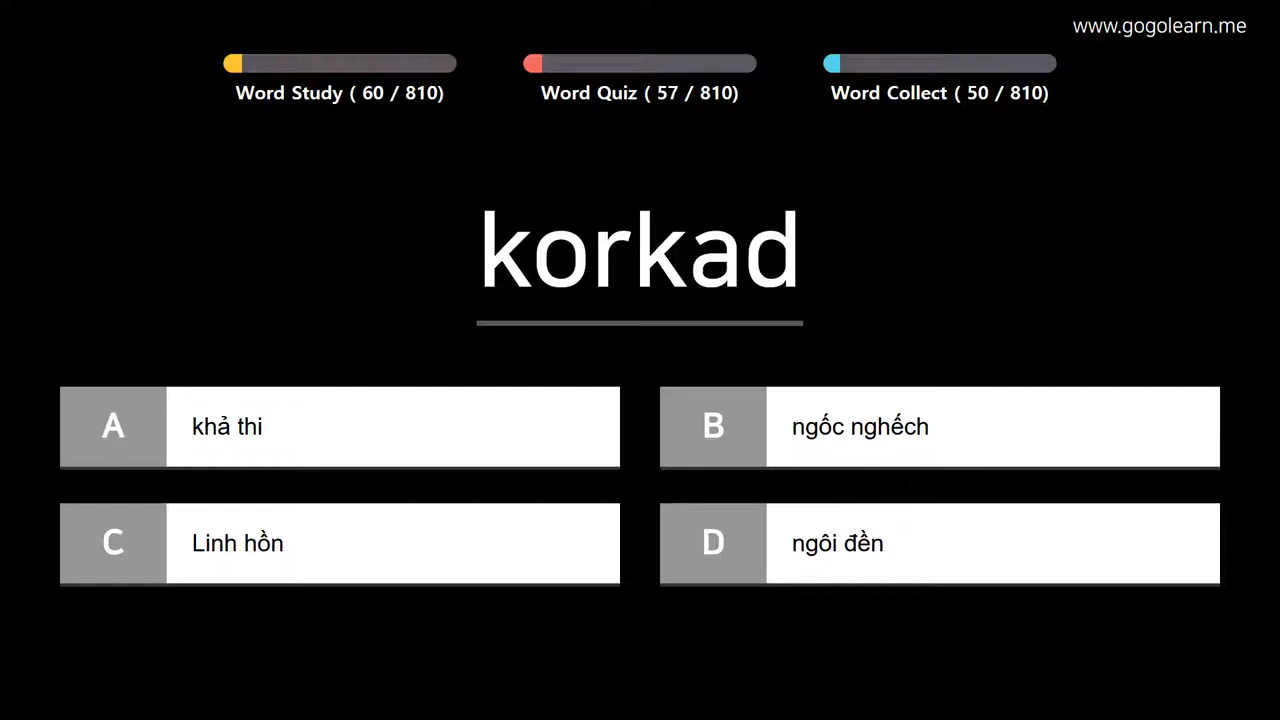 www.gogolearn.me
Word Study ( 60 / 810)
Word Quiz ( 57 / 810)
Word Collect ( 50 / 810)
korkad
A khả thi
B ngốc nghếch
C Linh hồn
D ngôi đền